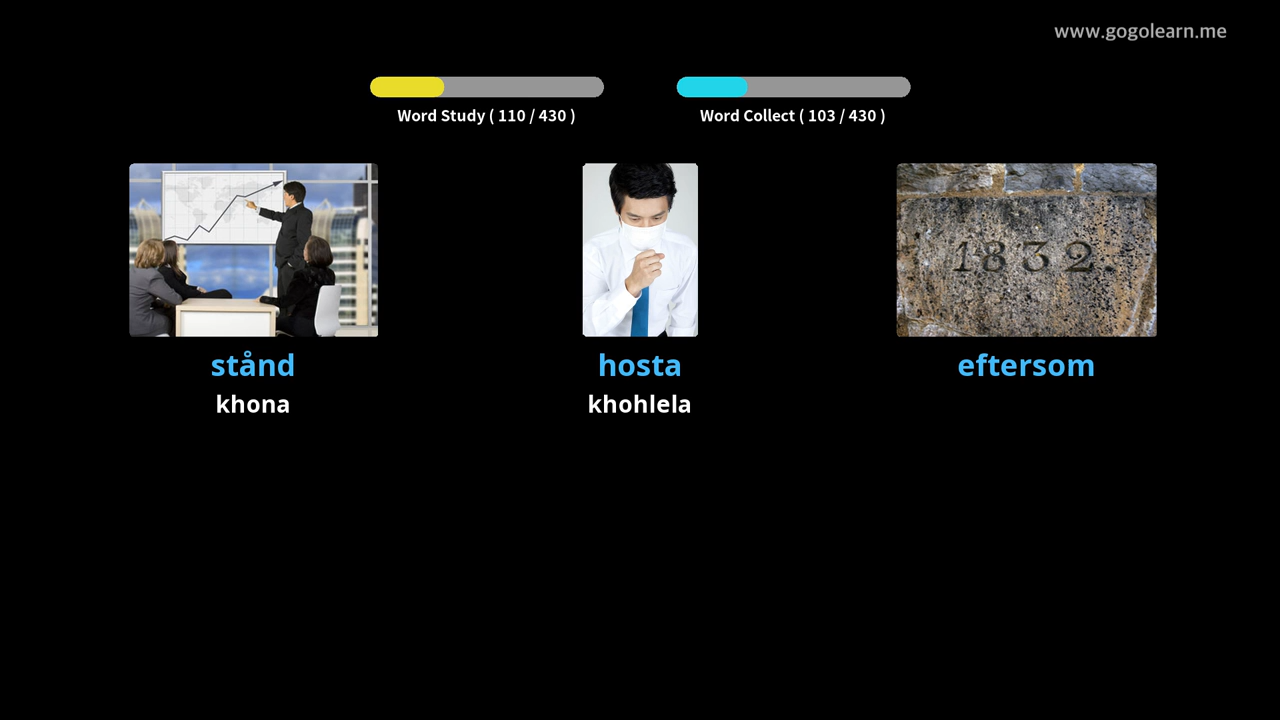 www.gogolearn.me
Word Study ( 110 / 430 )
Word Collect ( 103 / 430 )
1832.
stånd
hosta
eftersom
khona
khohlela